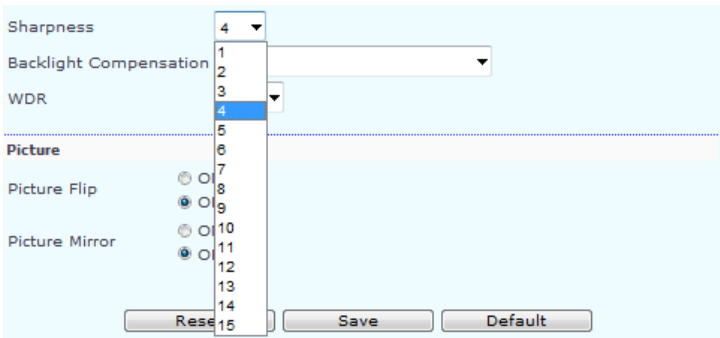 Sharpness 4
1
Backlight Compensation
2
3
WDR
4
5
Picture
6
7
Picture Flip
8
9
10
Picture Mirror
11
12
13
14
Save Default
15